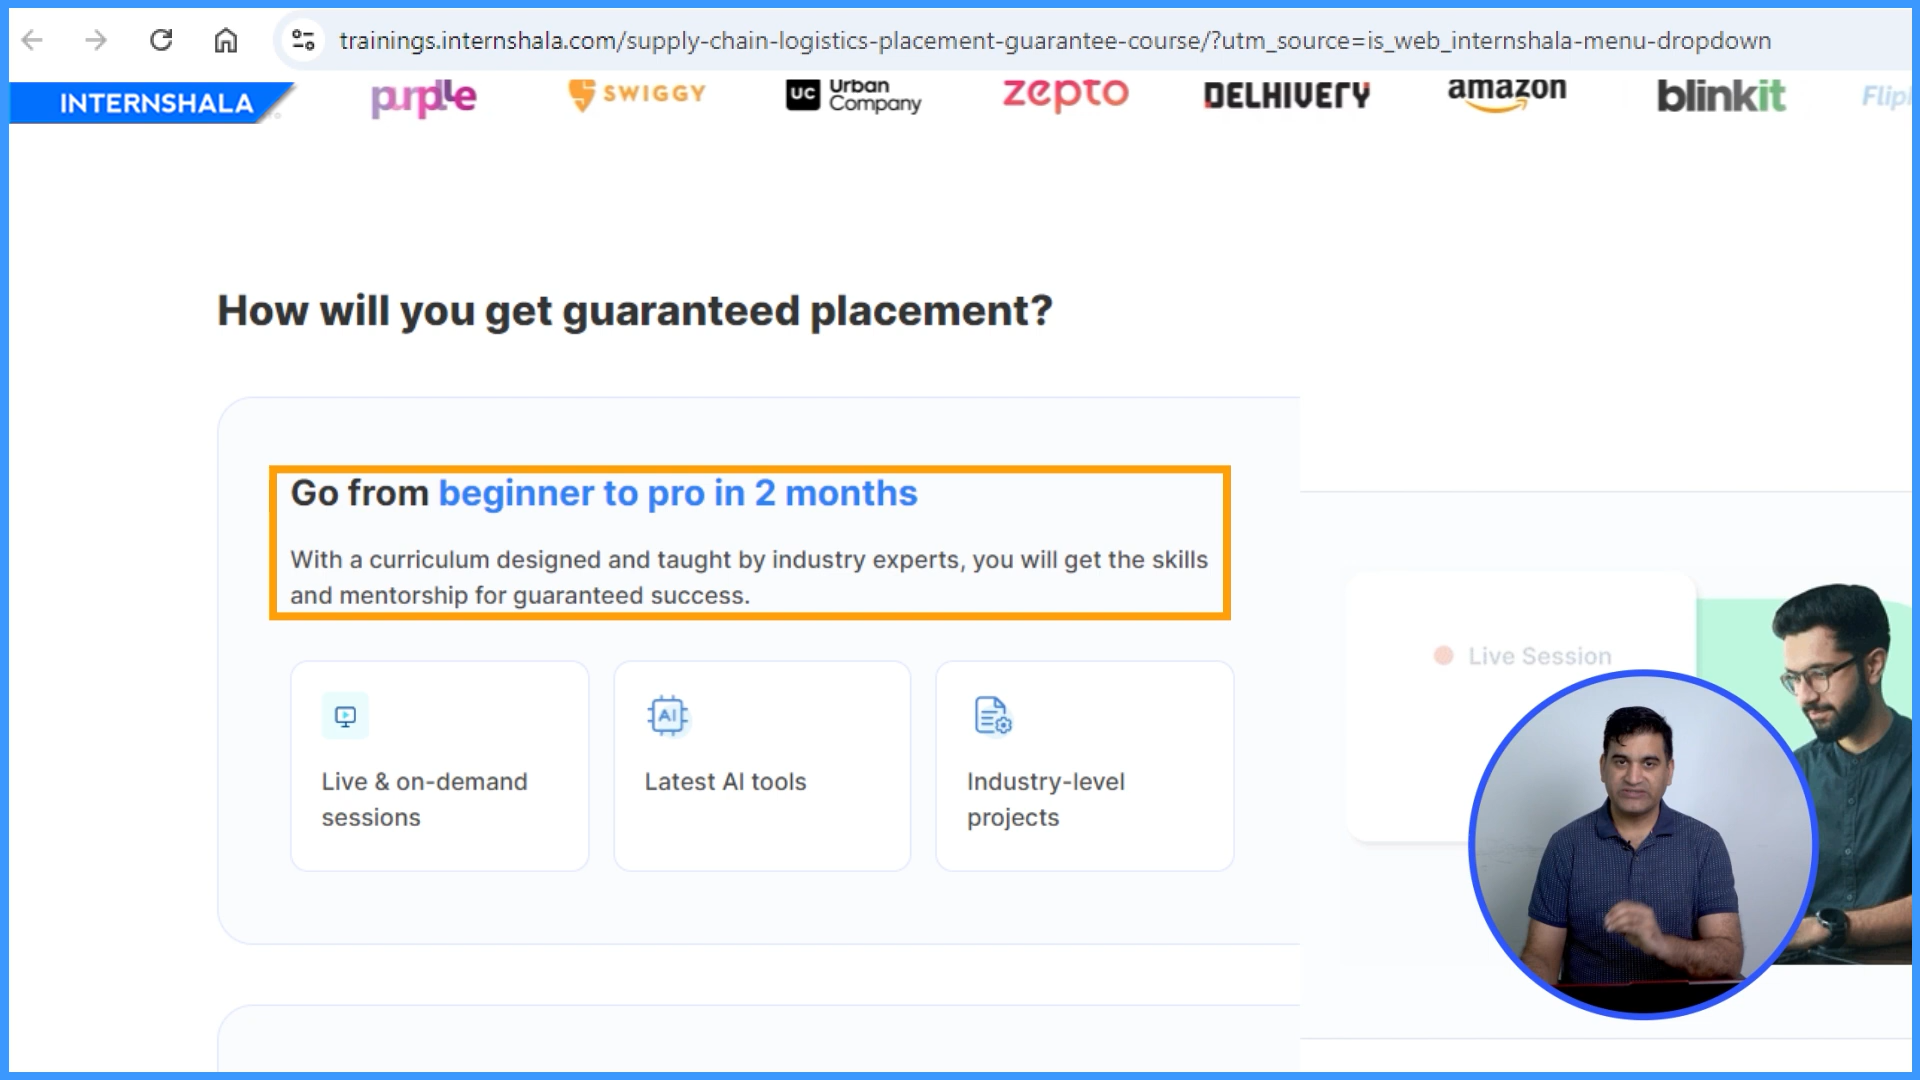 trainings.internshala.com/supply-chain-logistics-placement-guarantee-course/?utm_source=is_web_internshala-menu-dropdown
INTERNSHALA
purplle
SWIGGY
UC Urban Company
zepto
DELHIVERY
amazon
blinkit
How will you get guaranteed placement?
Go from beginner to pro in 2 months
With a curriculum designed and taught by industry experts, you will get the skills
and mentorship for guaranteed success.
Live Session
AI
Live & on-demand
sessions
Latest AI tools
Industry-level
projects